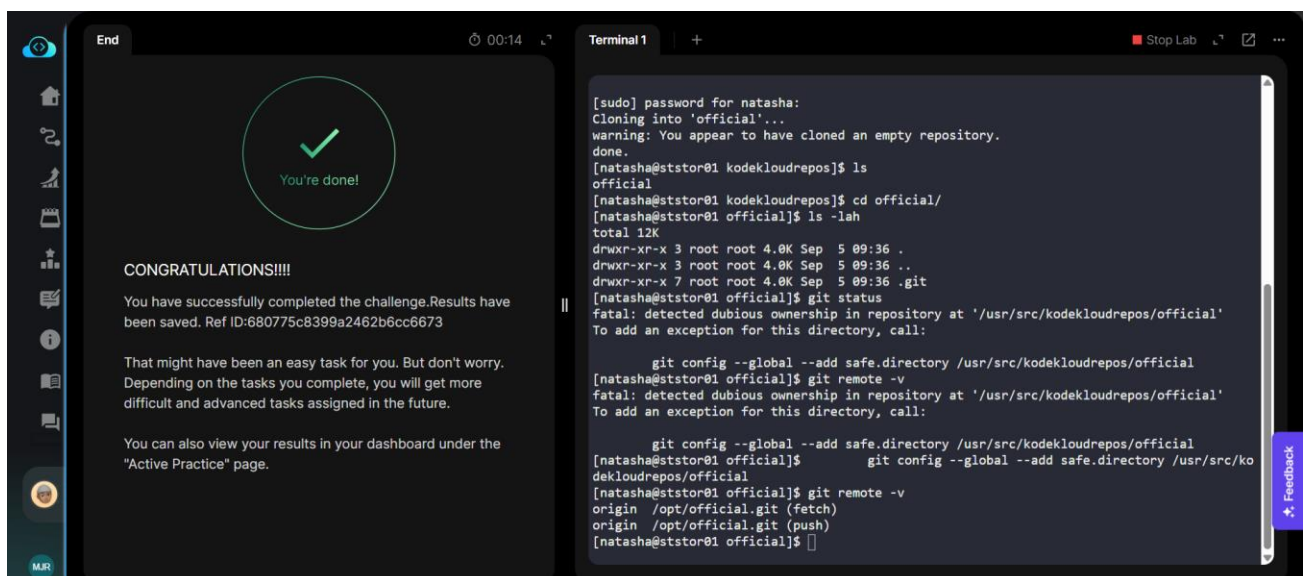 End
00:14
Terminal 1
+
Stop Lab
...
You're done!
CONGRATULATIONS!!!!
You have successfully completed the challenge.Results have
been saved. Ref ID:680775c8399a2462b6cc6673
That might have been an easy task for you. But don't worry.
Depending on the tasks you complete, you will get more
difficult and advanced tasks assigned in the future.
You can also view your results in your dashboard under the
"Active Practice" page.
MJR
[sudo] password for natasha:
Cloning into 'official'...
warning: You appear to have cloned an empty repository.
done.
[natasha@ststor01 kodekloudrepos]$ ls
official
[natasha@ststor01 kodekloudrepos]$ cd official/
[natasha@ststor01 official]$ ls -lah
total 12K
drwxr-xr-x 3 root root 4.0K Sep  5 09:36 .
drwxr-xr-x 3 root root 4.0K Sep  5 09:36 ..
drwxr-xr-x 7 root root 4.0K Sep  5 09:36 .git
[natasha@ststor01 official]$ git status
fatal: detected dubious ownership in repository at '/usr/src/kodekloudrepos/official'
To add an exception for this directory, call:
git config --global --add safe.directory /usr/src/kodekloudrepos/official
[natasha@ststor01 official]$ git remote -v
fatal: detected dubious ownership in repository at '/usr/src/kodekloudrepos/official'
To add an exception for this directory, call:
git config --global --add safe.directory /usr/src/kodekloudrepos/official
[natasha@ststor01 official]$         git config --global --add safe.directory /usr/src/ko
dekloudrepos/official
[natasha@ststor01 official]$ git remote -v
origin  /opt/official.git (fetch)
origin  /opt/official.git (push)
[natasha@ststor01 official]$
Feedback